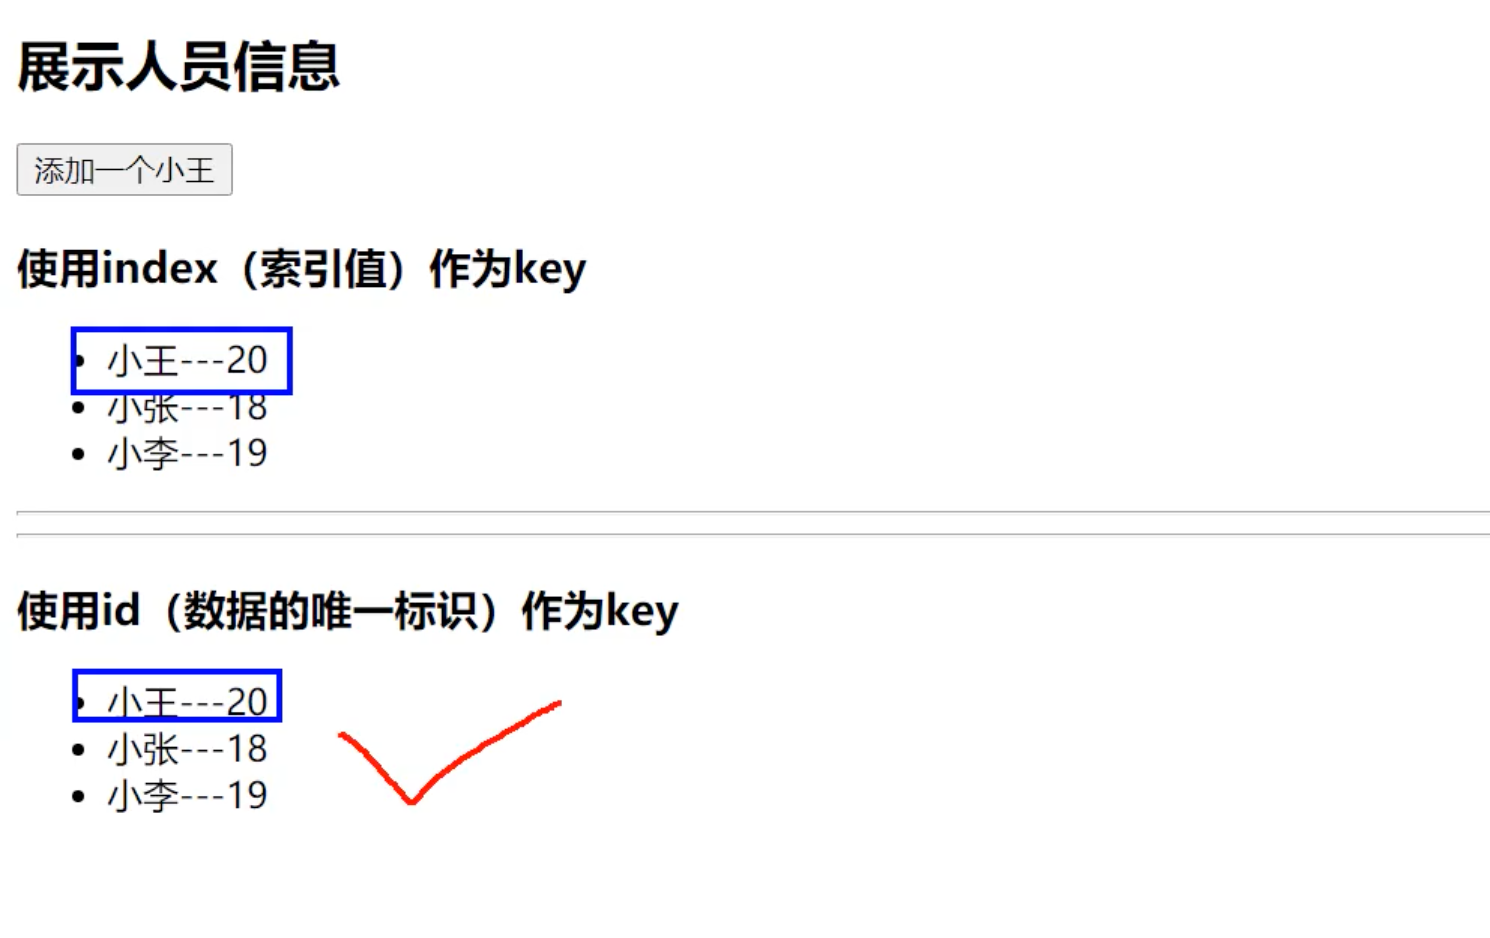 展示人员信息
添加一个小王
使用index（索引值）作为key
小王---20
小张---18
小李---19
使用id（数据的唯一标识）作为key
小王---20
小张---18
小李---19